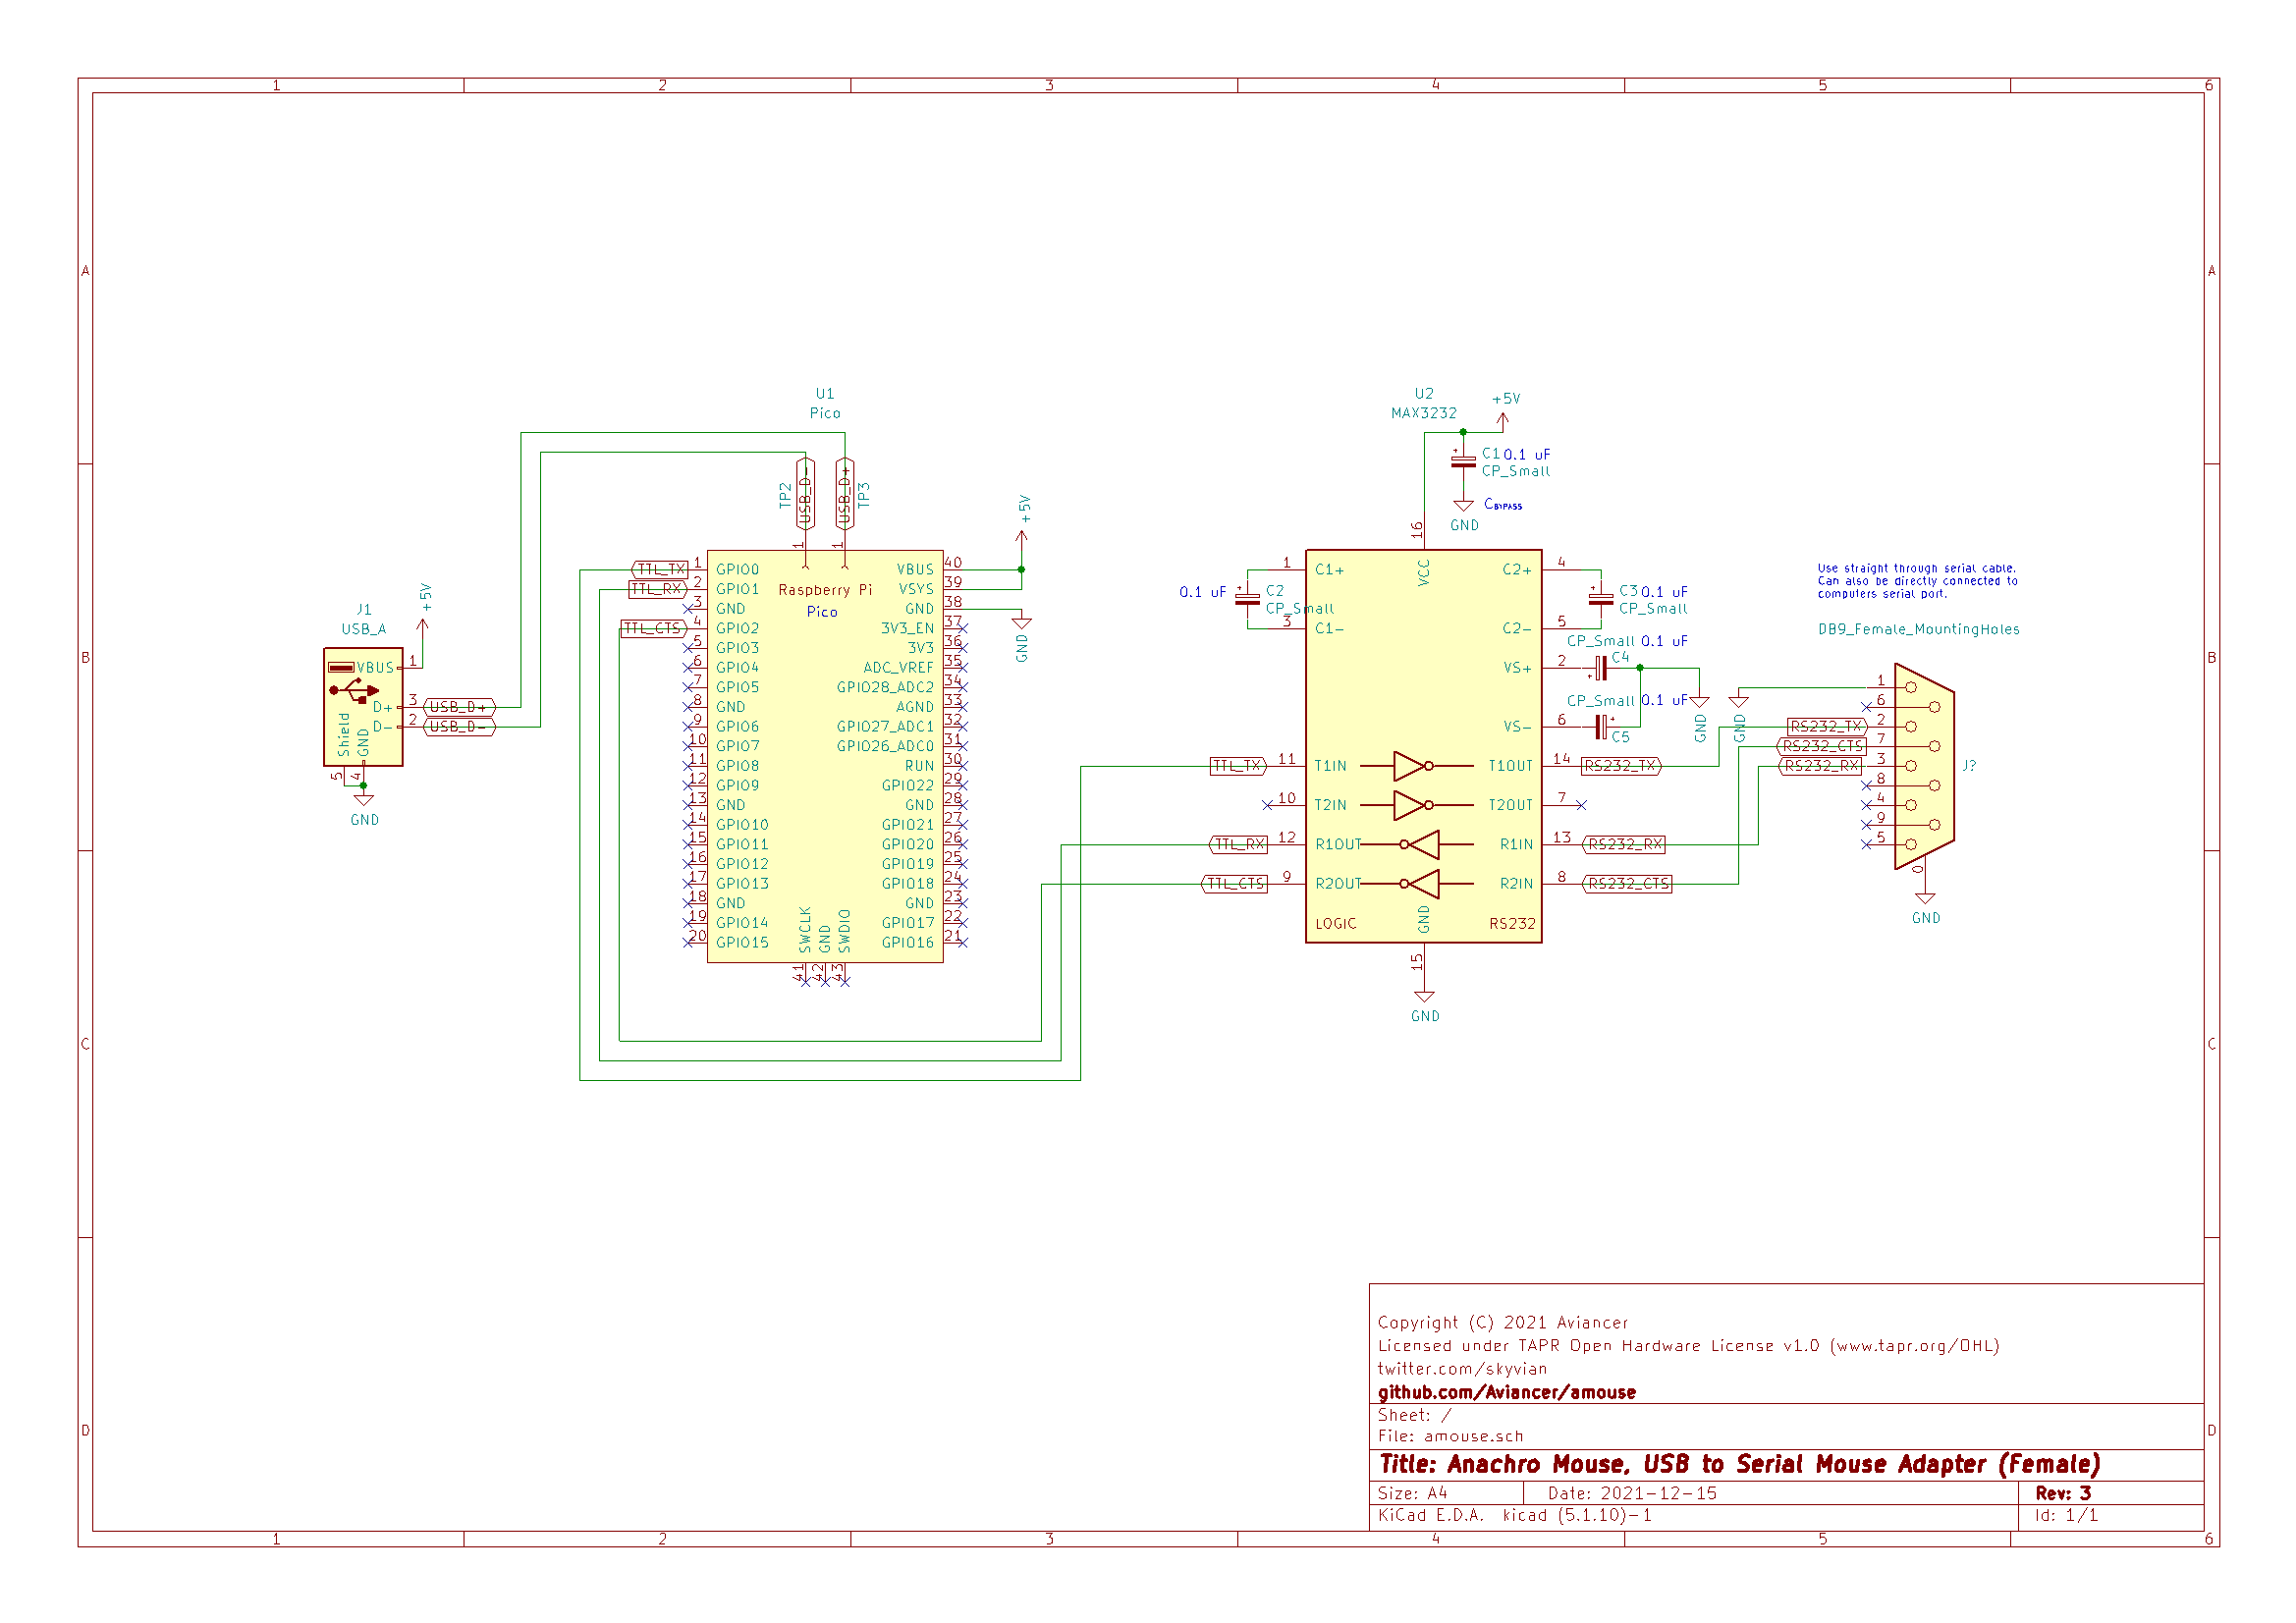 1 2 3 4 5 6
A A
B B
C C
D D
1 2 3 4 5 6
J1
USB_A
+5V
VBUS 1
D+ 3 USB_D+
D- 2 USB_D-
Shield
GND
5 4
GND
U1
Pico
TP2
USB_D-
USB_D+
TP3
1 1
+5V
Raspberry Pi
Pico
TTL_TX 1 GPIO0
TTL_RX 2 GPIO1
3 GND
TTL_CTS 4 GPIO2
5 GPIO3
6 GPIO4
7 GPIO5
8 GND
9 GPIO6
10 GPIO7
11 GPIO8
12 GPIO9
13 GND
14 GPIO10
15 GPIO11
16 GPIO12
17 GPIO13
18 GND
19 GPIO14
20 GPIO15
VBUS 40
VSYS 39
GND 38
3V3_EN 37
3V3 36
ADC_VREF 35
GPIO28_ADC2 34
AGND 33
GPIO27_ADC1 32
GPIO26_ADC0 31
RUN 30
GPIO22 29
GND 28
GPIO21 27
GPIO20 26
GPIO19 25
GPIO18 24
GND 23
GPIO17 22
GPIO16 21
GND
SWCLK
GND
SWDIO
41 42 43
U2
MAX3232
+5V
C1 0.1 uF
CP_Small
CBYPASS
GND
16
VCC
1 C1+
0.1 uF C2
CP_Small
3 C1-
C2+ 4
C3 0.1 uF
CP_Small
C2- 5
CP_Small 0.1 uF
VS+ 2 C4
CP_Small 0.1 uF
VS- 6 C5
GND
GND
TTL_TX 11 T1IN
10 T2IN
TTL_RX 12 R1OUT
TTL_CTS 9 R2OUT
T1OUT 14 RS232_TX
T2OUT 7
R1IN 13 RS232_RX
R2IN 8 RS232_CTS
LOGIC GND RS232
15
GND
Use straight through serial cable.
Can also be directly connected to
computers serial port.
DB9_Female_MountingHoles
1
6
RS232_TX 2
RS232_CTS 7
RS232_RX 3
J?
8
4
9
5
0
GND
Copyright (C) 2021 Aviancer
Licensed under TAPR Open Hardware License v1.0 (www.tapr.org/OHL)
twitter.com/skyvian
github.com/Aviancer/amouse
Sheet: /
File: amouse.sch
Title: Anachro Mouse, USB to Serial Mouse Adapter (Female)
Size: A4 Date: 2021-12-15 Rev: 3
KiCad E.D.A. kicad (5.1.10)-1 Id: 1/1